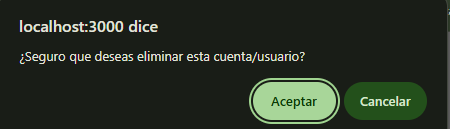 localhost:3000 dice
¿Seguro que deseas eliminar esta cuenta/usuario?
Aceptar
Cancelar